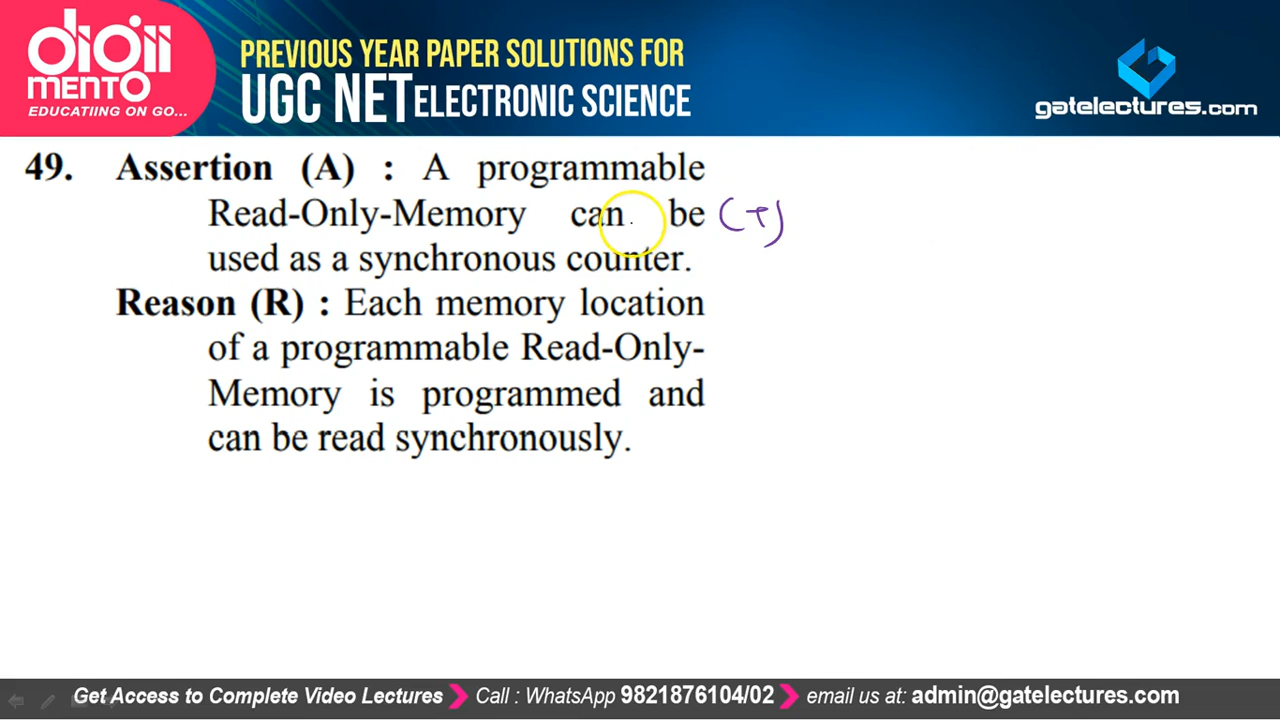 digii
MENTO
EDUCATIING ON GO...
PREVIOUS YEAR PAPER SOLUTIONS FOR
UGC NET ELECTRONIC SCIENCE
gatelectures.com
49. Assertion (A) : A programmable
Read-Only-Memory can be (T)
used as a synchronous counter.
Reason (R) : Each memory location
of a programmable Read-Only-
Memory is programmed and
can be read synchronously.
Get Access to Complete Video Lectures Call : WhatsApp 9821876104/02 email us at: admin@gatelectures.com